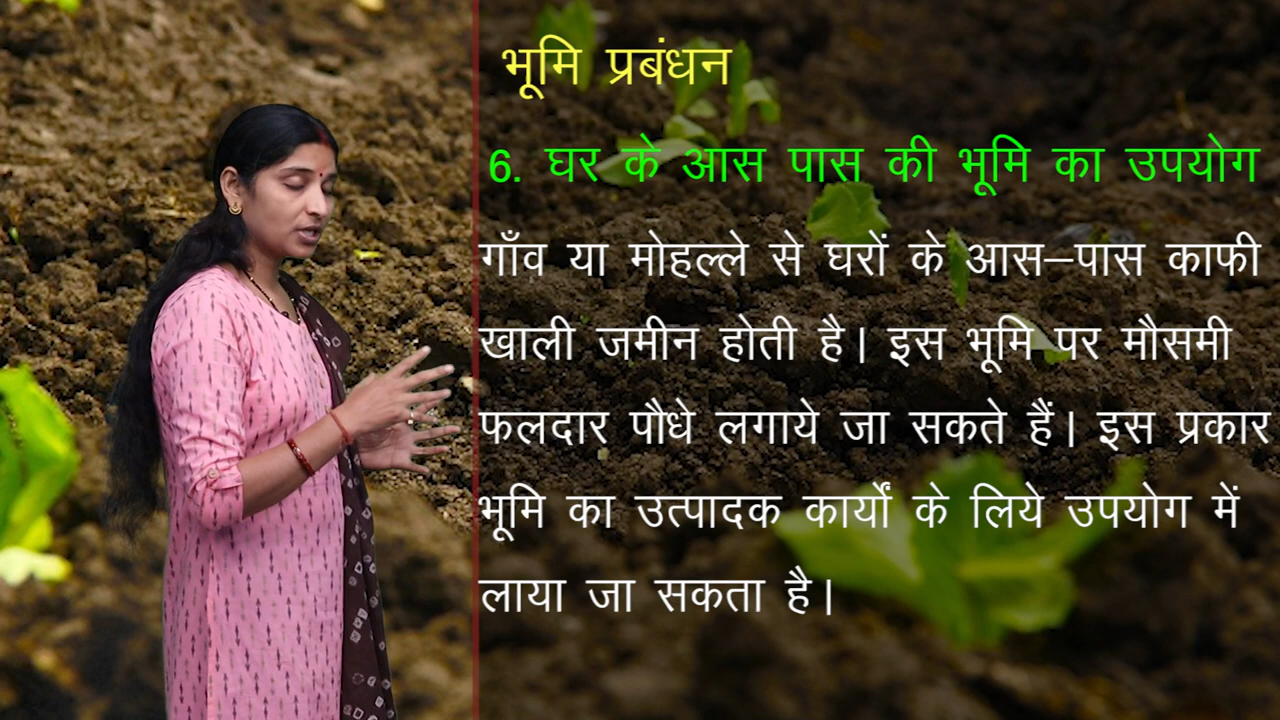 भूमि प्रबंधन
6. घर के आस पास की भूमि का उपयोग
गाँव या मोहल्ले से घरों के आस–पास काफी
खाली जमीन होती है। इस भूमि पर मौसमी
फलदार पौधे लगाये जा सकते हैं। इस प्रकार
भूमि का उत्पादक कार्यों के लिये उपयोग में
लाया जा सकता है।